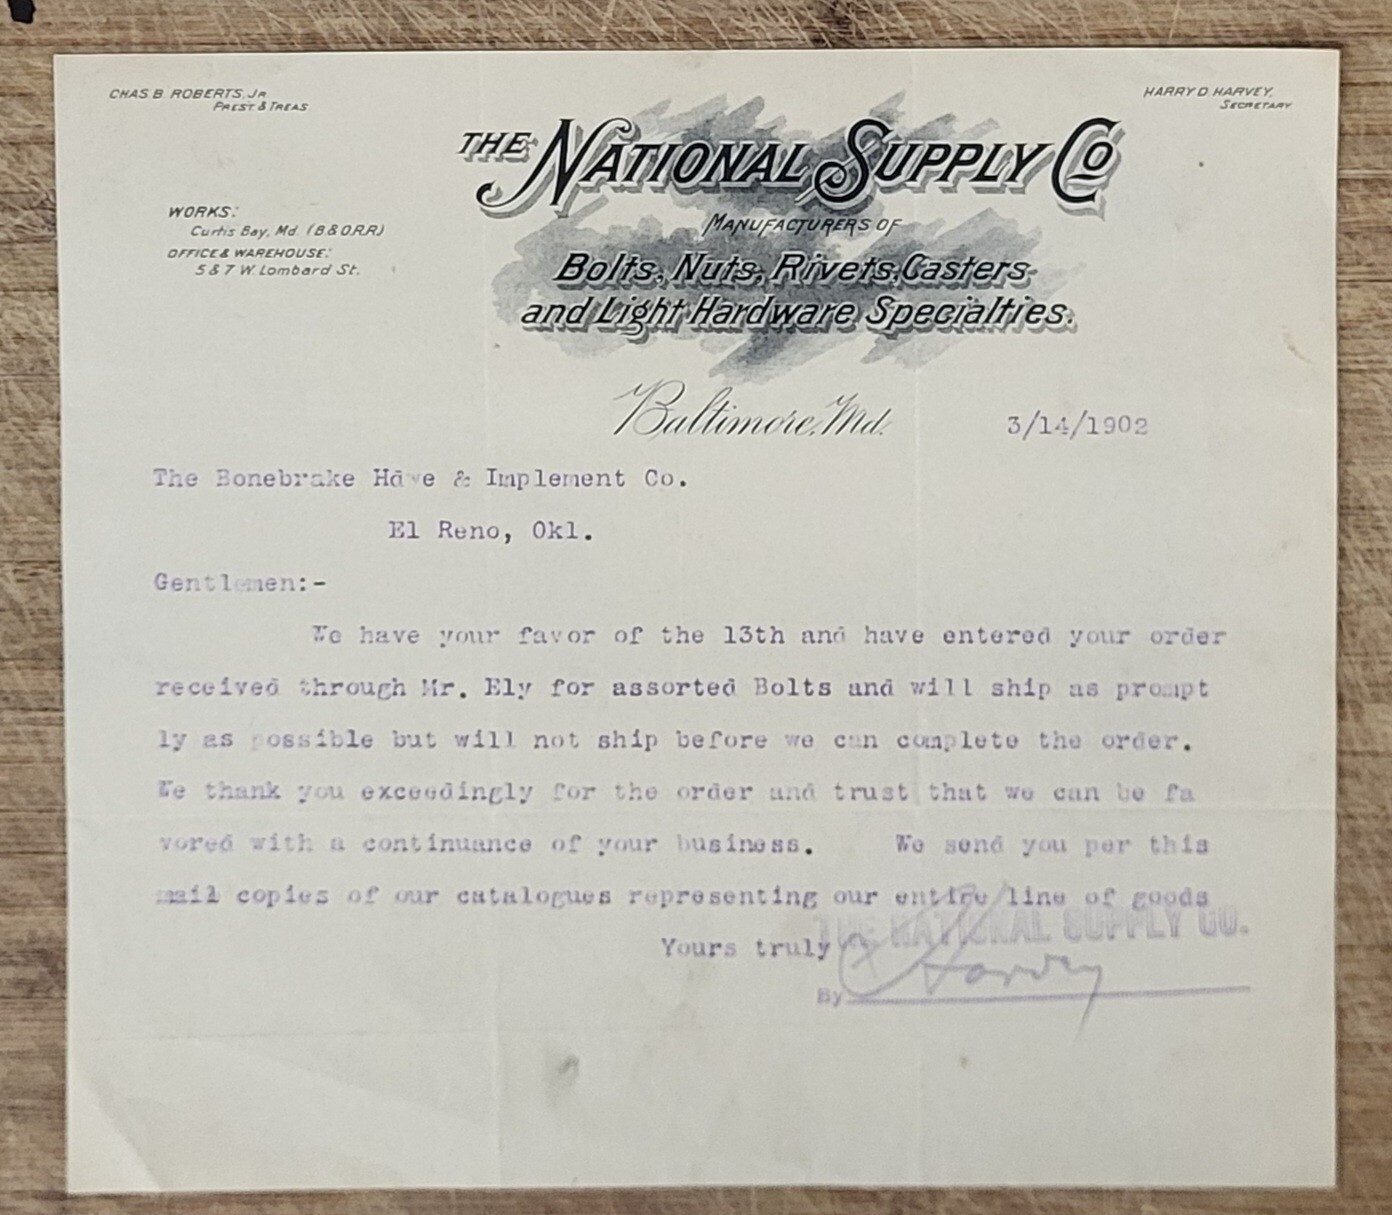 CHAS B. ROBERTS, JR
PREST & TREAS
HARRY D. HARVEY,
SECRETARY
THE NATIONAL SUPPLY CO
MANUFACTURERS OF
Bolts, Nuts, Rivets, Casters
and Light Hardware Specialties.
WORKS:
Curtis Bay, Md. (B & O.R.R.)
OFFICE & WAREHOUSE:
5 & 7 W. Lombard St.
Baltimore, Md. 3/14/1902
The Bonebrake Hdwe & Implement Co.
El Reno, Okl.
Gentlemen:-
We have your favor of the 13th and have entered your order
received through Mr. Ely for assorted Bolts and will ship as prompt
ly as possible but will not ship before we can complete the order.
We thank you exceedingly for the order and trust that we can be fa
vored with a continuance of your business. We send you per this
mail copies of our catalogues representing our entire line of goods
THE NATIONAL SUPPLY CO.
Yours truly
By Harvey